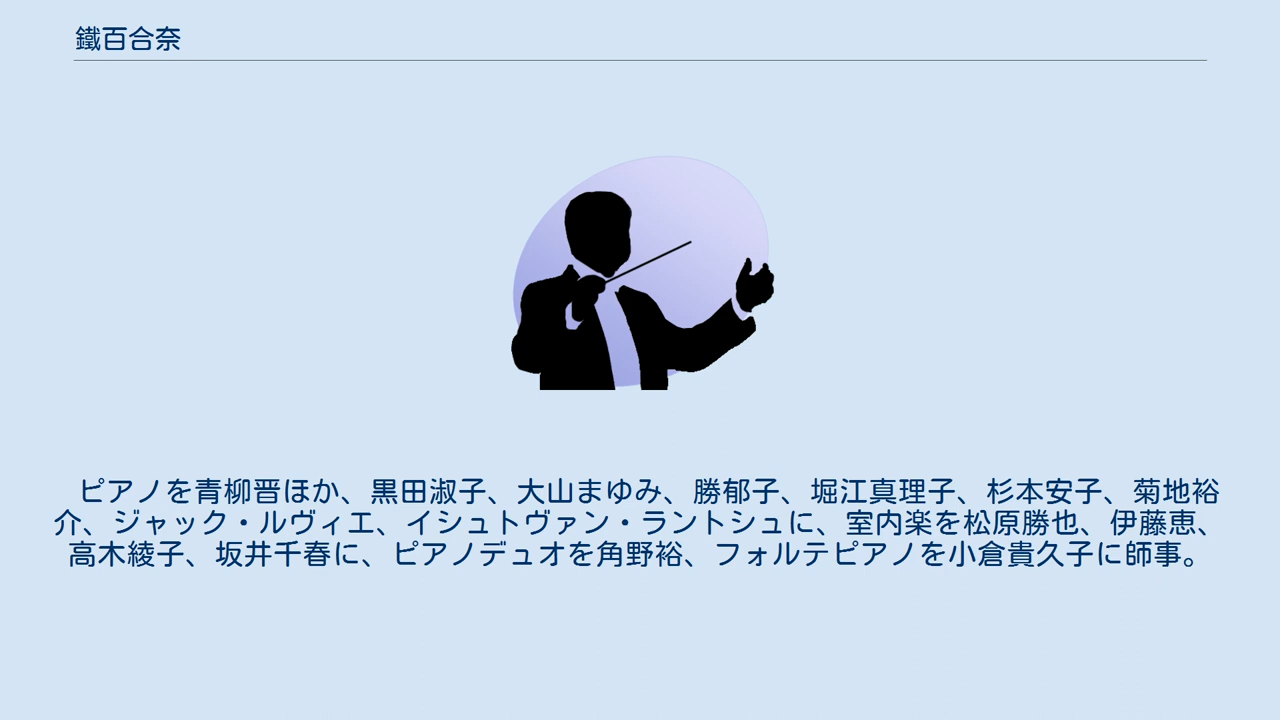 鐵百合奈
ピアノを青柳晋ほか、黒田淑子、大山まゆみ、勝郁子、堀江真理子、杉本安子、菊地裕
介、ジャック・ルヴィエ、イシュトヴァン・ラントシュに、室内楽を松原勝也、伊藤恵、
高木綾子、坂井千春に、ピアノデュオを角野裕、フォルテピアノを小倉貴久子に師事。